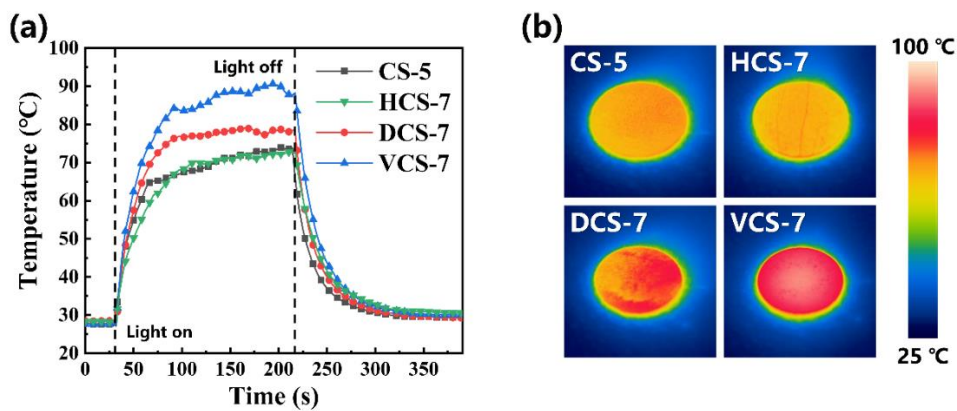 (a)
100
90
80
70
60
50
40
30
20
Temperature (°C)
Light off
CS-5
HCS-7
DCS-7
VCS-7
Light on
0 50 100 150 200 250 300 350
Time (s)
(b)
CS-5
HCS-7
DCS-7
VCS-7
100 ℃
25 ℃